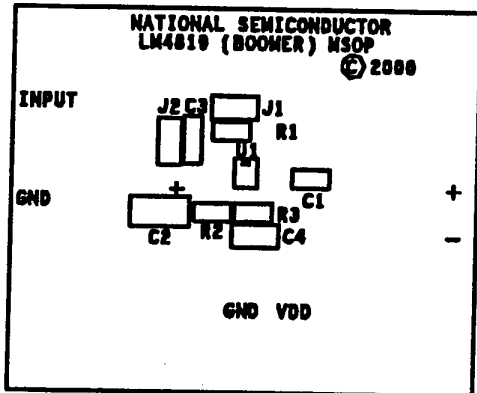 NATIONAL SEMICONDUCTOR
LM4819 (BOOMER) MSOP
© 2000
INPUT
J2 C3 J1
R1
U1
GND + C1 +
R3
C2 R2 C4 −
GND VDD